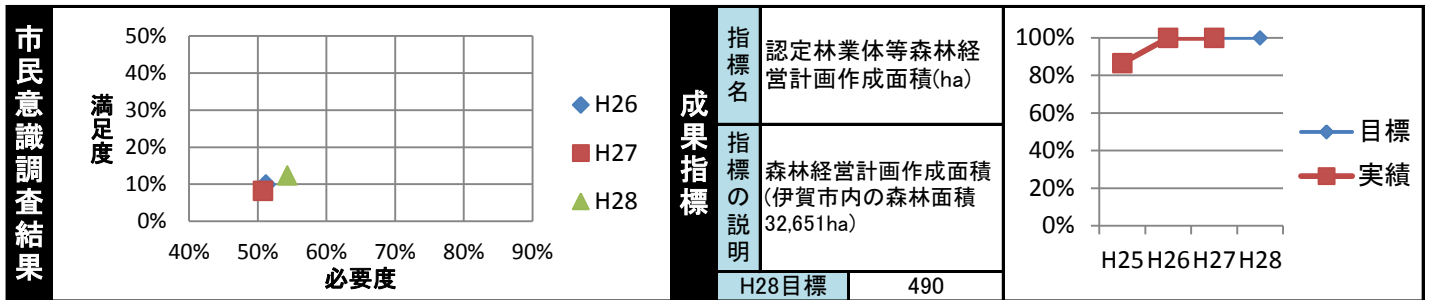 市民意識調査結果
50%
40%
30%
20%
10%
0%
満足度
40% 50% 60% 70% 80% 90%
必要度
H26
H27
H28
成果指標
指標名
認定林業体等森林経
営計画作成面積(ha)
指標の説明
森林経営計画作成面積
(伊賀市内の森林面積
32,651ha)
H28目標 490
100%
80%
60%
40%
20%
0%
H25 H26 H27 H28
目標
実績